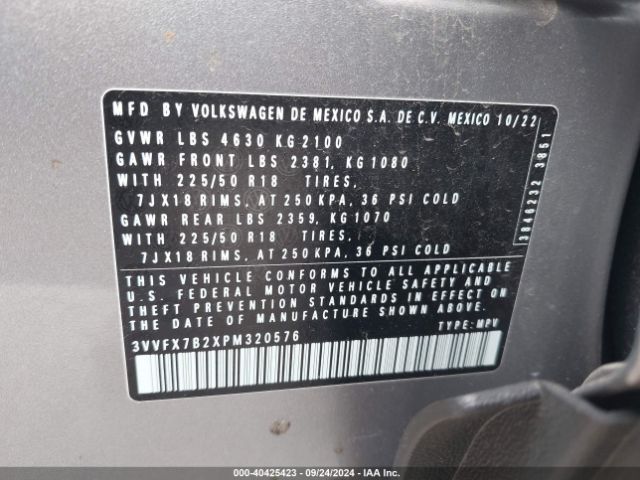 MFD BY VOLKSWAGEN DE MEXICO S.A. DE C.V. MEXICO 10/22
GVWR LBS 4630 KG 2100
GAWR FRONT LBS 2381, KG 1080
WITH 225/50 R18 TIRES,
7JX18 RIMS, AT 250 KPA, 36 PSI COLD
GAWR REAR LBS 2359, KG 1070
WITH 225/50 R18 TIRES,
7JX18 RIMS, AT 250 KPA, 36 PSI COLD
THIS VEHICLE CONFORMS TO ALL APPLICABLE
U.S. FEDERAL MOTOR VEHICLE SAFETY AND
THEFT PREVENTION STANDARDS IN EFFECT ON
THE DATE OF MANUFACTURE SHOWN ABOVE.
3VVFX7B2XPM320576 TYPE: MPV
3846232 3851
000-40425423 - 09/24/2024 - IAA Inc.